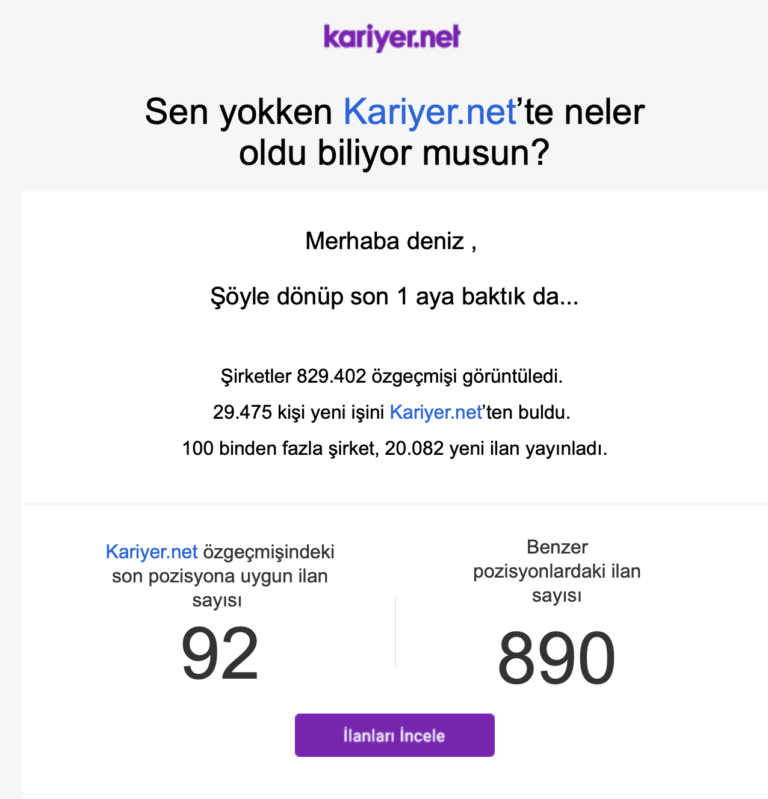 kariyer.net
Sen yokken Kariyer.net’te neler
oldu biliyor musun?
Merhaba deniz ,
Şöyle dönüp son 1 aya baktık da...
Şirketler 829.402 özgeçmişi görüntüledi.
29.475 kişi yeni işini Kariyer.net’ten buldu.
100 binden fazla şirket, 20.082 yeni ilan yayınladı.
Kariyer.net özgeçmişindeki
son pozisyona uygun ilan
sayısı
92
Benzer
pozisyonlardaki ilan
sayısı
890
İlanları İncele